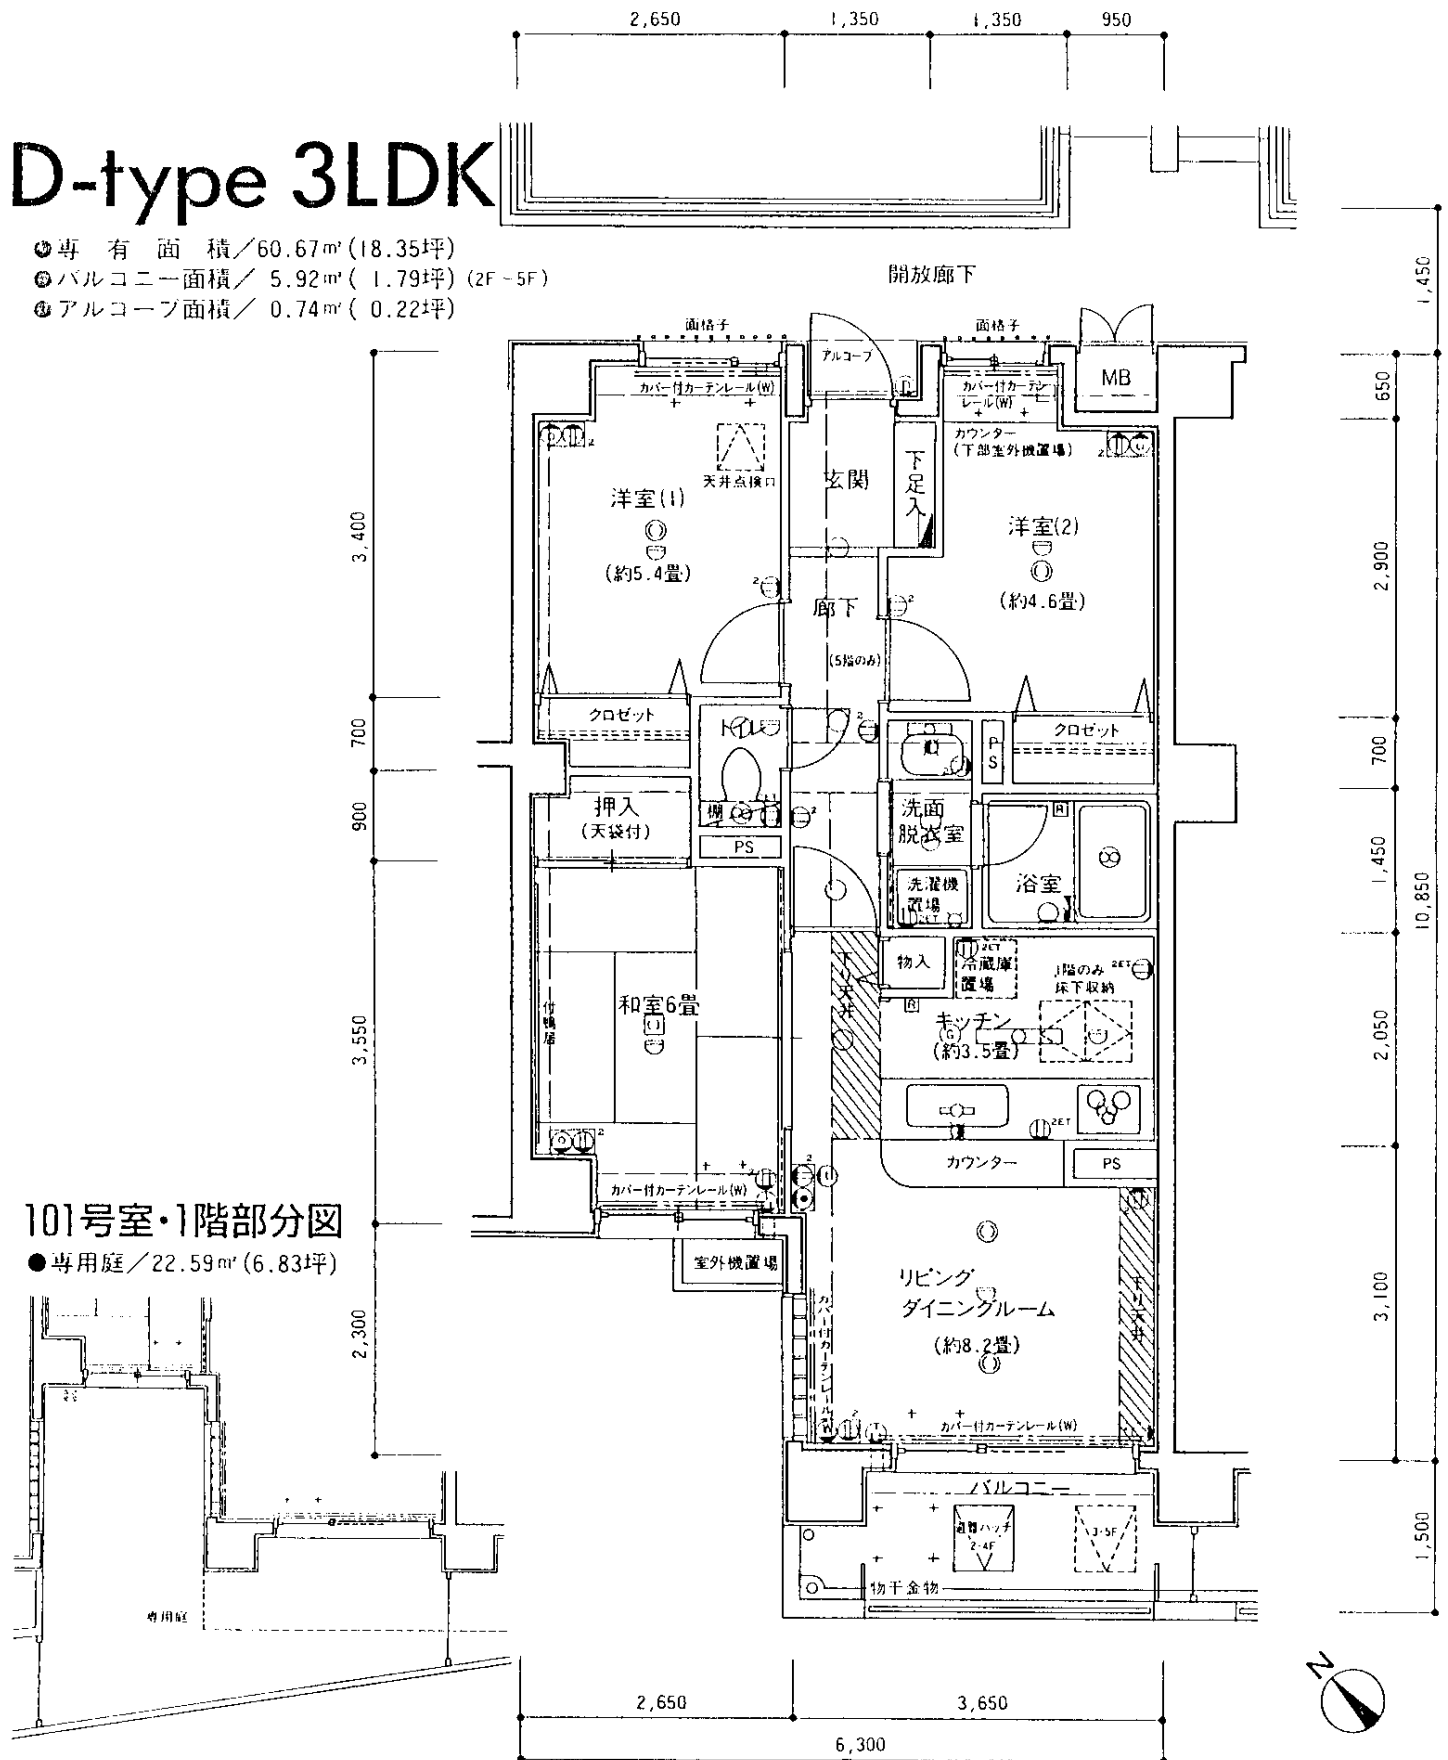 2,650
1,350
1,350
950
D-type 3LDK
専有面積/60.67㎡(18.35坪)
バルコニー面積/ 5.92㎡( 1.79坪) (2F~5F)
アルコーブ面積/ 0.74㎡( 0.22坪)
開放廊下
1,450
面格子
面格子
アルコーブ
MB
650
カバー付カーテンレール(W)
カバー付カーテン
レール(W)
カウンター
(下部室外機置場)
2
2
天井点検口
玄関
下足入
洋室(1)
(約5.4畳)
洋室(2)
(約4.6畳)
3,400
2,900
2
2
廊下
(5階のみ)
クロゼット
トイレ
2
PS
クロゼット
700
700
押入
(天袋付)
棚
2
PS
洗面
脱衣室
900
洗濯機
置場
2ET
浴室
1,450
10,850
物入
2ET
冷蔵庫
置場
1階のみ
床下収納
2ET
下り天井
付鴨居
和室6畳
キッチン
(約3.5畳)
3,550
2,050
2
2ET
カウンター
PS
2
カバー付カーテンレール(W)
101号室・1階部分図
●専用庭/22.59㎡(6.83坪)
室外機置場
リビング
ダイニングルーム
(約8.2畳)
下り天井
カバー付カーテンレール(W)
2,300
3,100
2
カバー付カーテンレール(W)
バルコニー
避難ハッチ
2・4F
3・5F
1,500
物干金物
専用庭
N
2,650
3,650
6,300